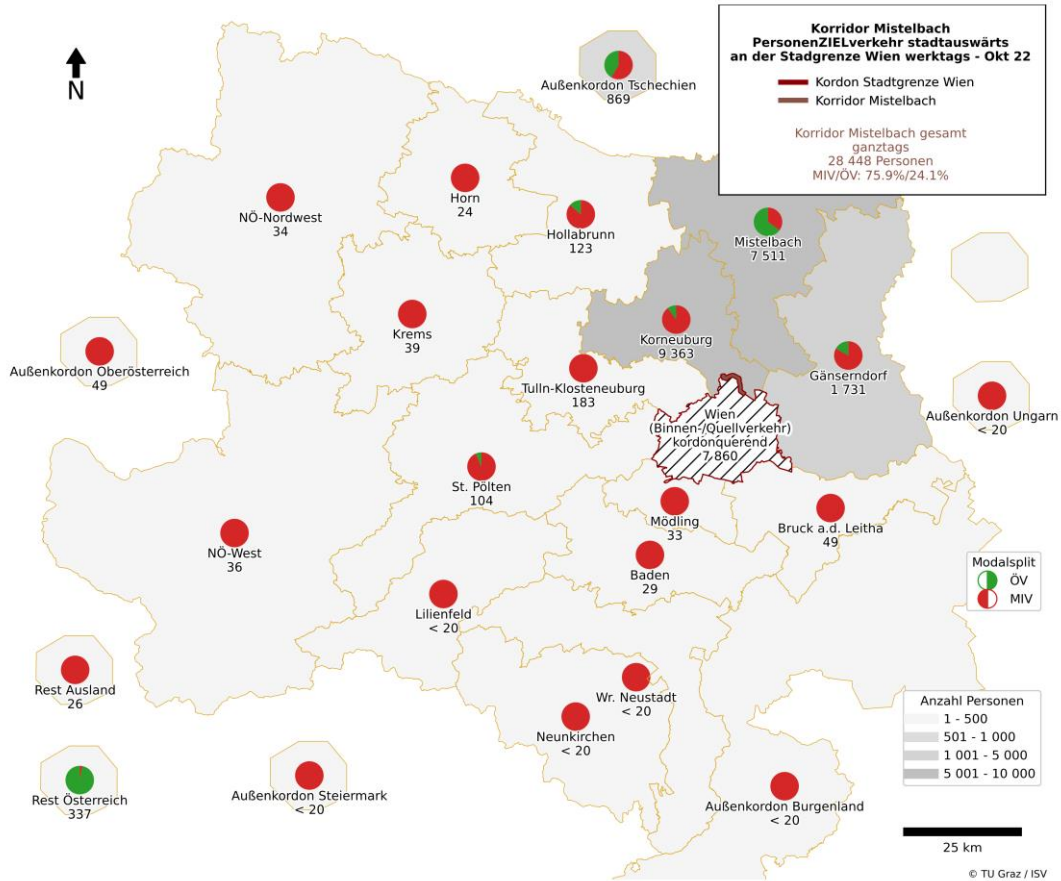 Korridor Mistelbach
PersonenZIELverkehr stadtauswärts
an der Stadgrenze Wien werktags - Okt 22
Kordon Stadtgrenze Wien
Korridor Mistelbach
Korridor Mistelbach gesamt
ganztags
28 448 Personen
MIV/ÖV: 75.9%/24.1%
N
Außenkordon Tschechien
869
NÖ-Nordwest
34
Horn
24
Hollabrunn
123
Mistelbach
7 511
Krems
39
Korneuburg
9 363
Gänserndorf
1 731
Außenkordon Oberösterreich
49
Tulln-Klosteneuburg
183
Außenkordon Ungarn
< 20
Wien
(Binnen-/Quellverkehr)
kordonquerend
7 860
St. Pölten
104
Mödling
33
Bruck a.d. Leitha
49
NÖ-West
36
Baden
29
Lilienfeld
< 20
Modalsplit
ÖV
MIV
Rest Ausland
26
Wr. Neustadt
< 20
Neunkirchen
< 20
Anzahl Personen
1 - 500
501 - 1 000
1 001 - 5 000
5 001 - 10 000
Rest Österreich
337
Außenkordon Steiermark
< 20
Außenkordon Burgenland
< 20
25 km
© TU Graz / ISV